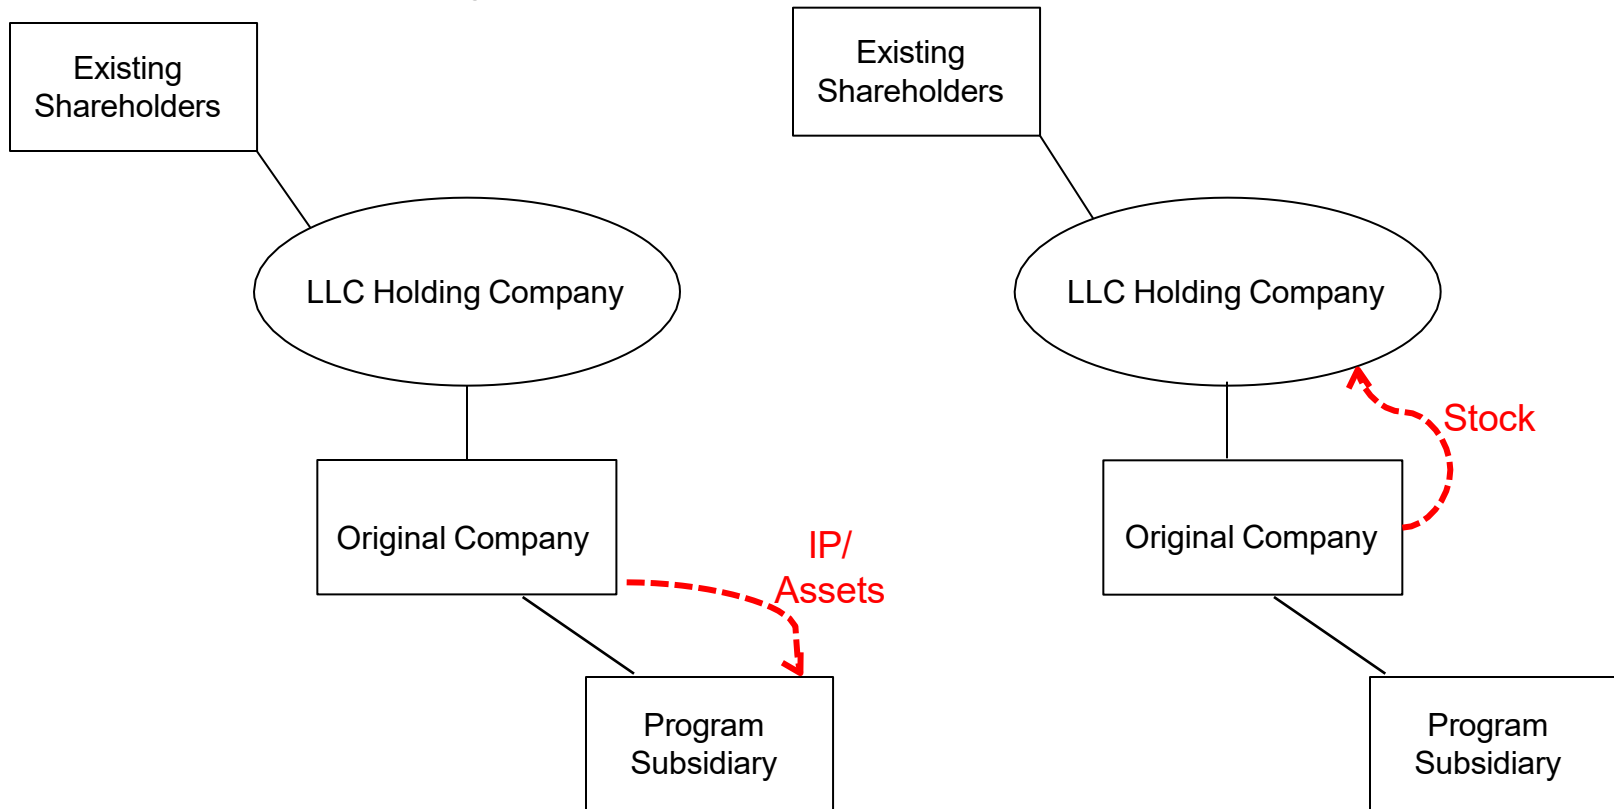 Existing
Shareholders
LLC Holding Company
Original Company
IP/
Assets
Program
Subsidiary
Existing
Shareholders
LLC Holding Company
Stock
Original Company
Program
Subsidiary